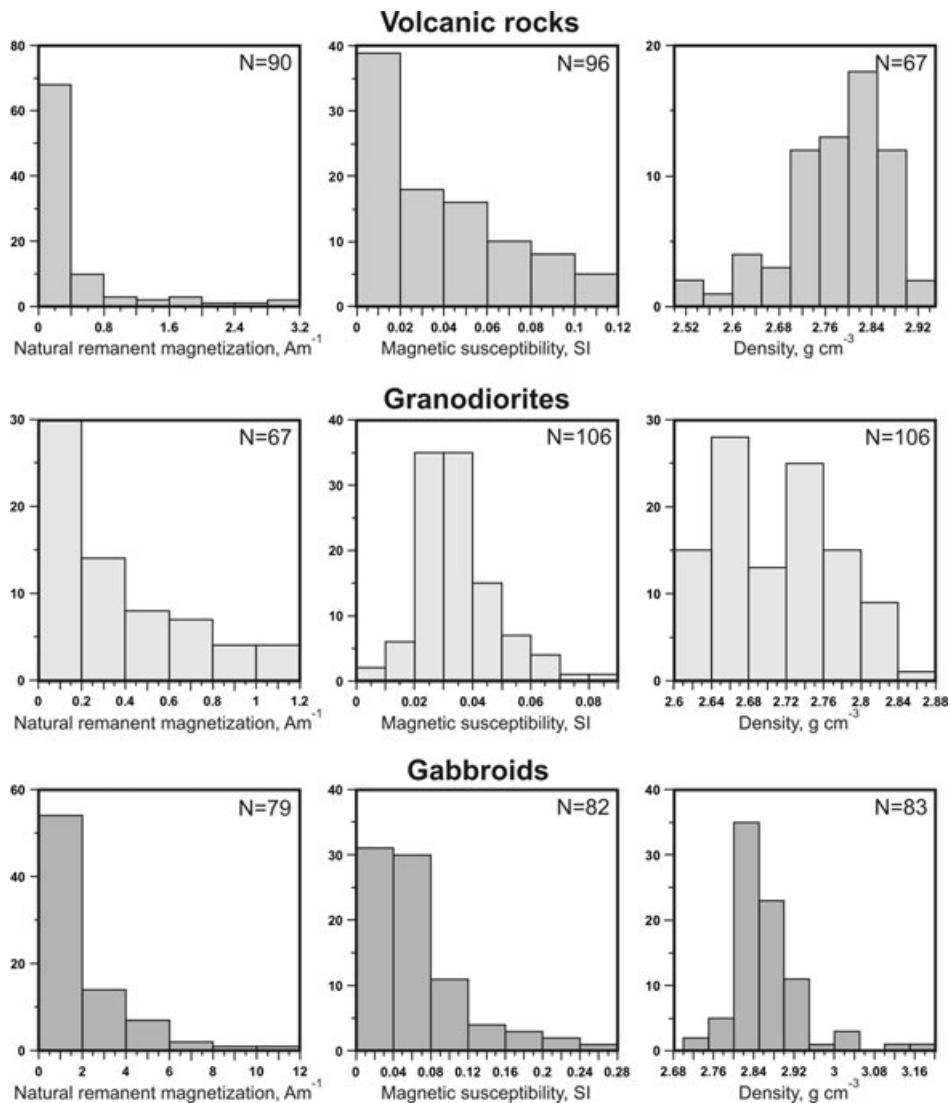 Volcanic rocks
N=90
80
60
40
20
0
0 0.8 1.6 2.4 3.2
Natural remanent magnetization, Am⁻¹
N=96
40
30
20
10
0
0 0.02 0.04 0.06 0.08 0.1 0.12
Magnetic susceptibility, SI
N=67
20
10
0
2.52 2.6 2.68 2.76 2.84 2.92
Density, g cm⁻³
Granodiorites
N=67
30
20
10
0
0 0.2 0.4 0.6 0.8 1 1.2
Natural remanent magnetization, Am⁻¹
N=106
40
30
20
10
0
0 0.02 0.04 0.06 0.08
Magnetic susceptibility, SI
N=106
30
20
10
0
2.6 2.64 2.68 2.72 2.76 2.8 2.84 2.88
Density, g cm⁻³
Gabbroids
N=79
60
40
20
0
0 2 4 6 8 10 12
Natural remanent magnetization, Am⁻¹
N=82
40
30
20
10
0
0 0.04 0.08 0.12 0.16 0.2 0.24 0.28
Magnetic susceptibility, SI
N=83
40
30
20
10
0
2.68 2.76 2.84 2.92 3 3.08 3.16
Density, g cm⁻³